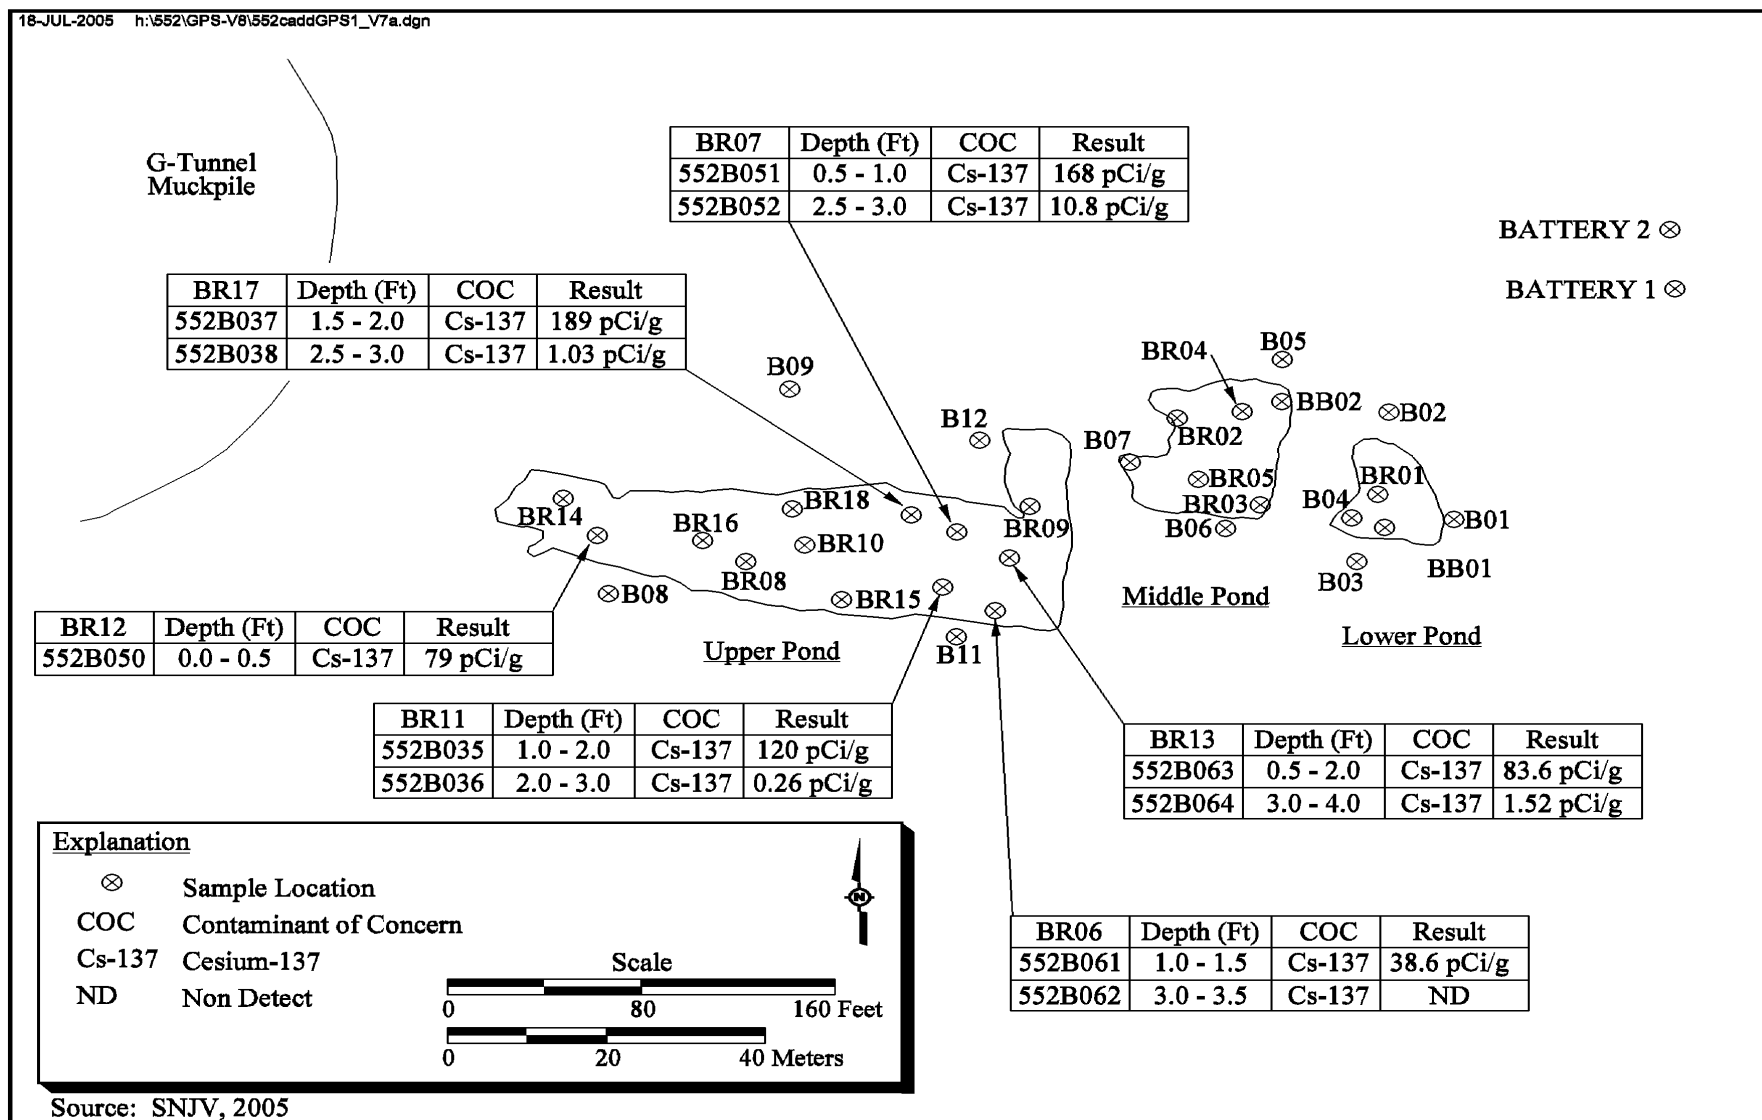 18-JUL-2005 h:\552\GPS-V8\552caddGPS1_V7a.dgn
G-Tunnel
Muckpile
BR07 Depth (Ft) COC Result
552B051 0.5 - 1.0 Cs-137 168 pCi/g
552B052 2.5 - 3.0 Cs-137 10.8 pCi/g
BATTERY 2
BATTERY 1
BR17 Depth (Ft) COC Result
552B037 1.5 - 2.0 Cs-137 189 pCi/g
552B038 2.5 - 3.0 Cs-137 1.03 pCi/g
B09
B12
BR04
B05
BB02
B02
BR02
B07
BR05
BR03
B06
BR01
B04
B01
B03
BB01
BR14
BR16
BR18
BR10
BR08
BR15
BR09
B08
B11
Upper Pond
Middle Pond
Lower Pond
BR12 Depth (Ft) COC Result
552B050 0.0 - 0.5 Cs-137 79 pCi/g
BR11 Depth (Ft) COC Result
552B035 1.0 - 2.0 Cs-137 120 pCi/g
552B036 2.0 - 3.0 Cs-137 0.26 pCi/g
BR13 Depth (Ft) COC Result
552B063 0.5 - 2.0 Cs-137 83.6 pCi/g
552B064 3.0 - 4.0 Cs-137 1.52 pCi/g
BR06 Depth (Ft) COC Result
552B061 1.0 - 1.5 Cs-137 38.6 pCi/g
552B062 3.0 - 3.5 Cs-137 ND
Explanation
Sample Location
COC Contaminant of Concern
Cs-137 Cesium-137
ND Non Detect
N
Scale
0 80 160 Feet
0 20 40 Meters
Source: SNJV, 2005